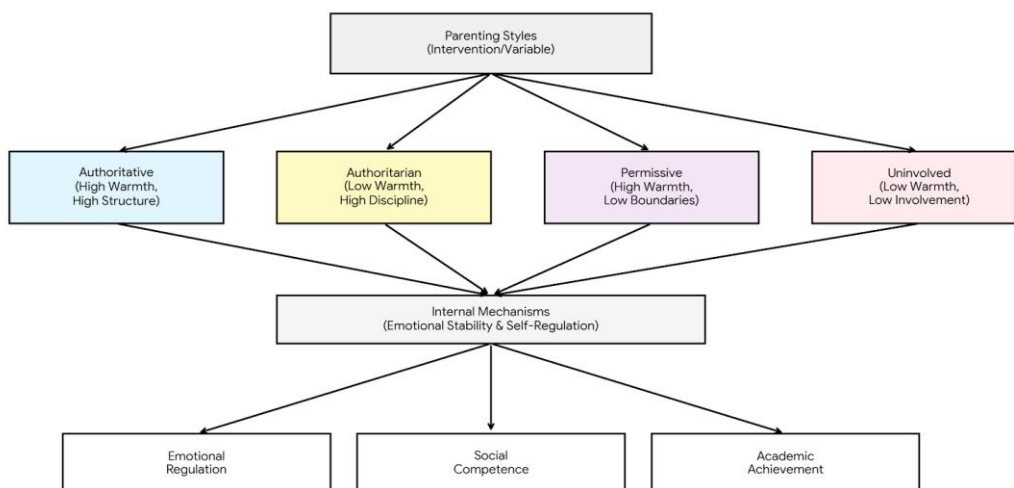 Parenting Styles
(Intervention/Variable)
Authoritative
(High Warmth,
High Structure)
Authoritarian
(Low Warmth,
High Discipline)
Permissive
(High Warmth,
Low Boundaries)
Uninvolved
(Low Warmth,
Low Involvement)
Internal Mechanisms
(Emotional Stability & Self-Regulation)
Emotional
Regulation
Social
Competence
Academic
Achievement